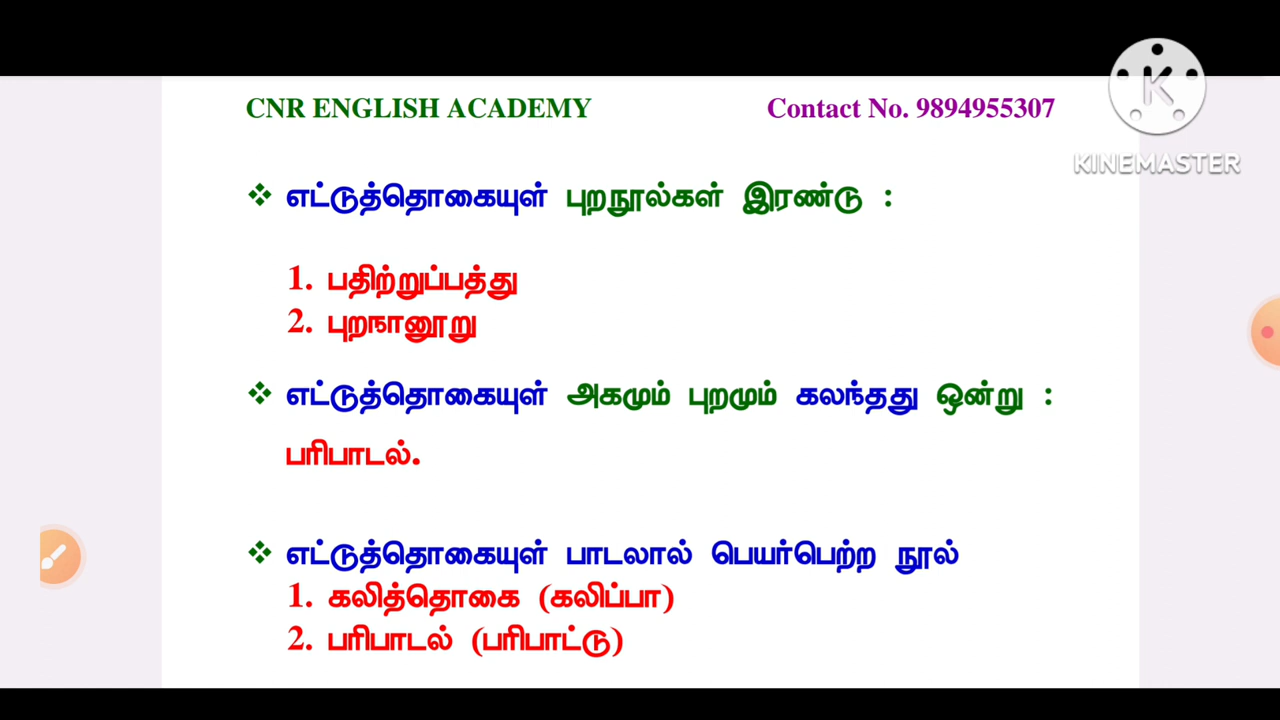 CNR ENGLISH ACADEMY Contact No. 9894955307
K
KINEMASTER
❖ எட்டுத்தொகையுள் புறநூல்கள் இரண்டு :
1. பதிற்றுப்பத்து
2. புறநானூறு
❖ எட்டுத்தொகையுள் அகமும் புறமும் கலந்தது ஒன்று :
பரிபாடல்.
❖ எட்டுத்தொகையுள் பாடலால் பெயர்பெற்ற நூல்
1. கலித்தொகை (கலிப்பா)
2. பரிபாடல் (பரிபாட்டு)